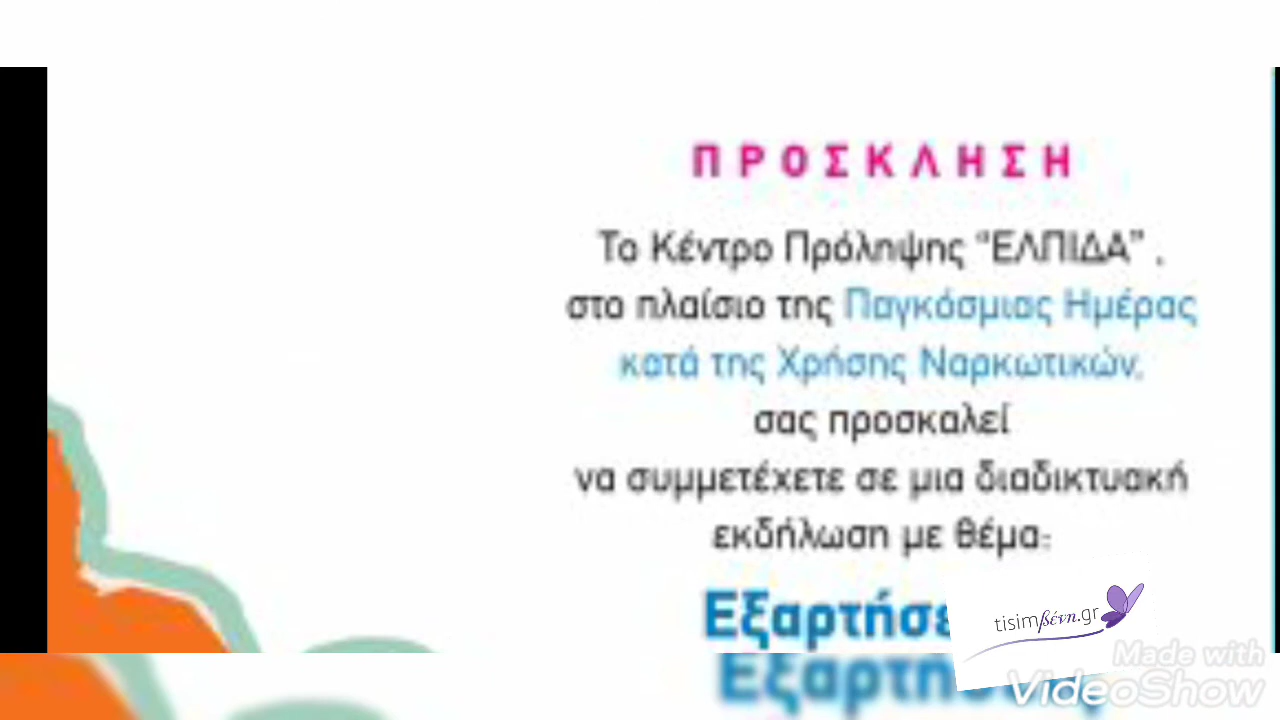 ΠΡΟΣΚΛΗΣΗ
Το Κέντρο Πρόληψης “ΕΛΠΙΔΑ” ,
στο πλαίσιο της Παγκόσμιας Ημέρας
κατά της Χρήσης Ναρκωτικών,
σας προσκαλεί
να συμμετέχετε σε μια διαδικτυακή
εκδήλωση με θέμα:
tisimβένη.gr
Made with
VideoShow